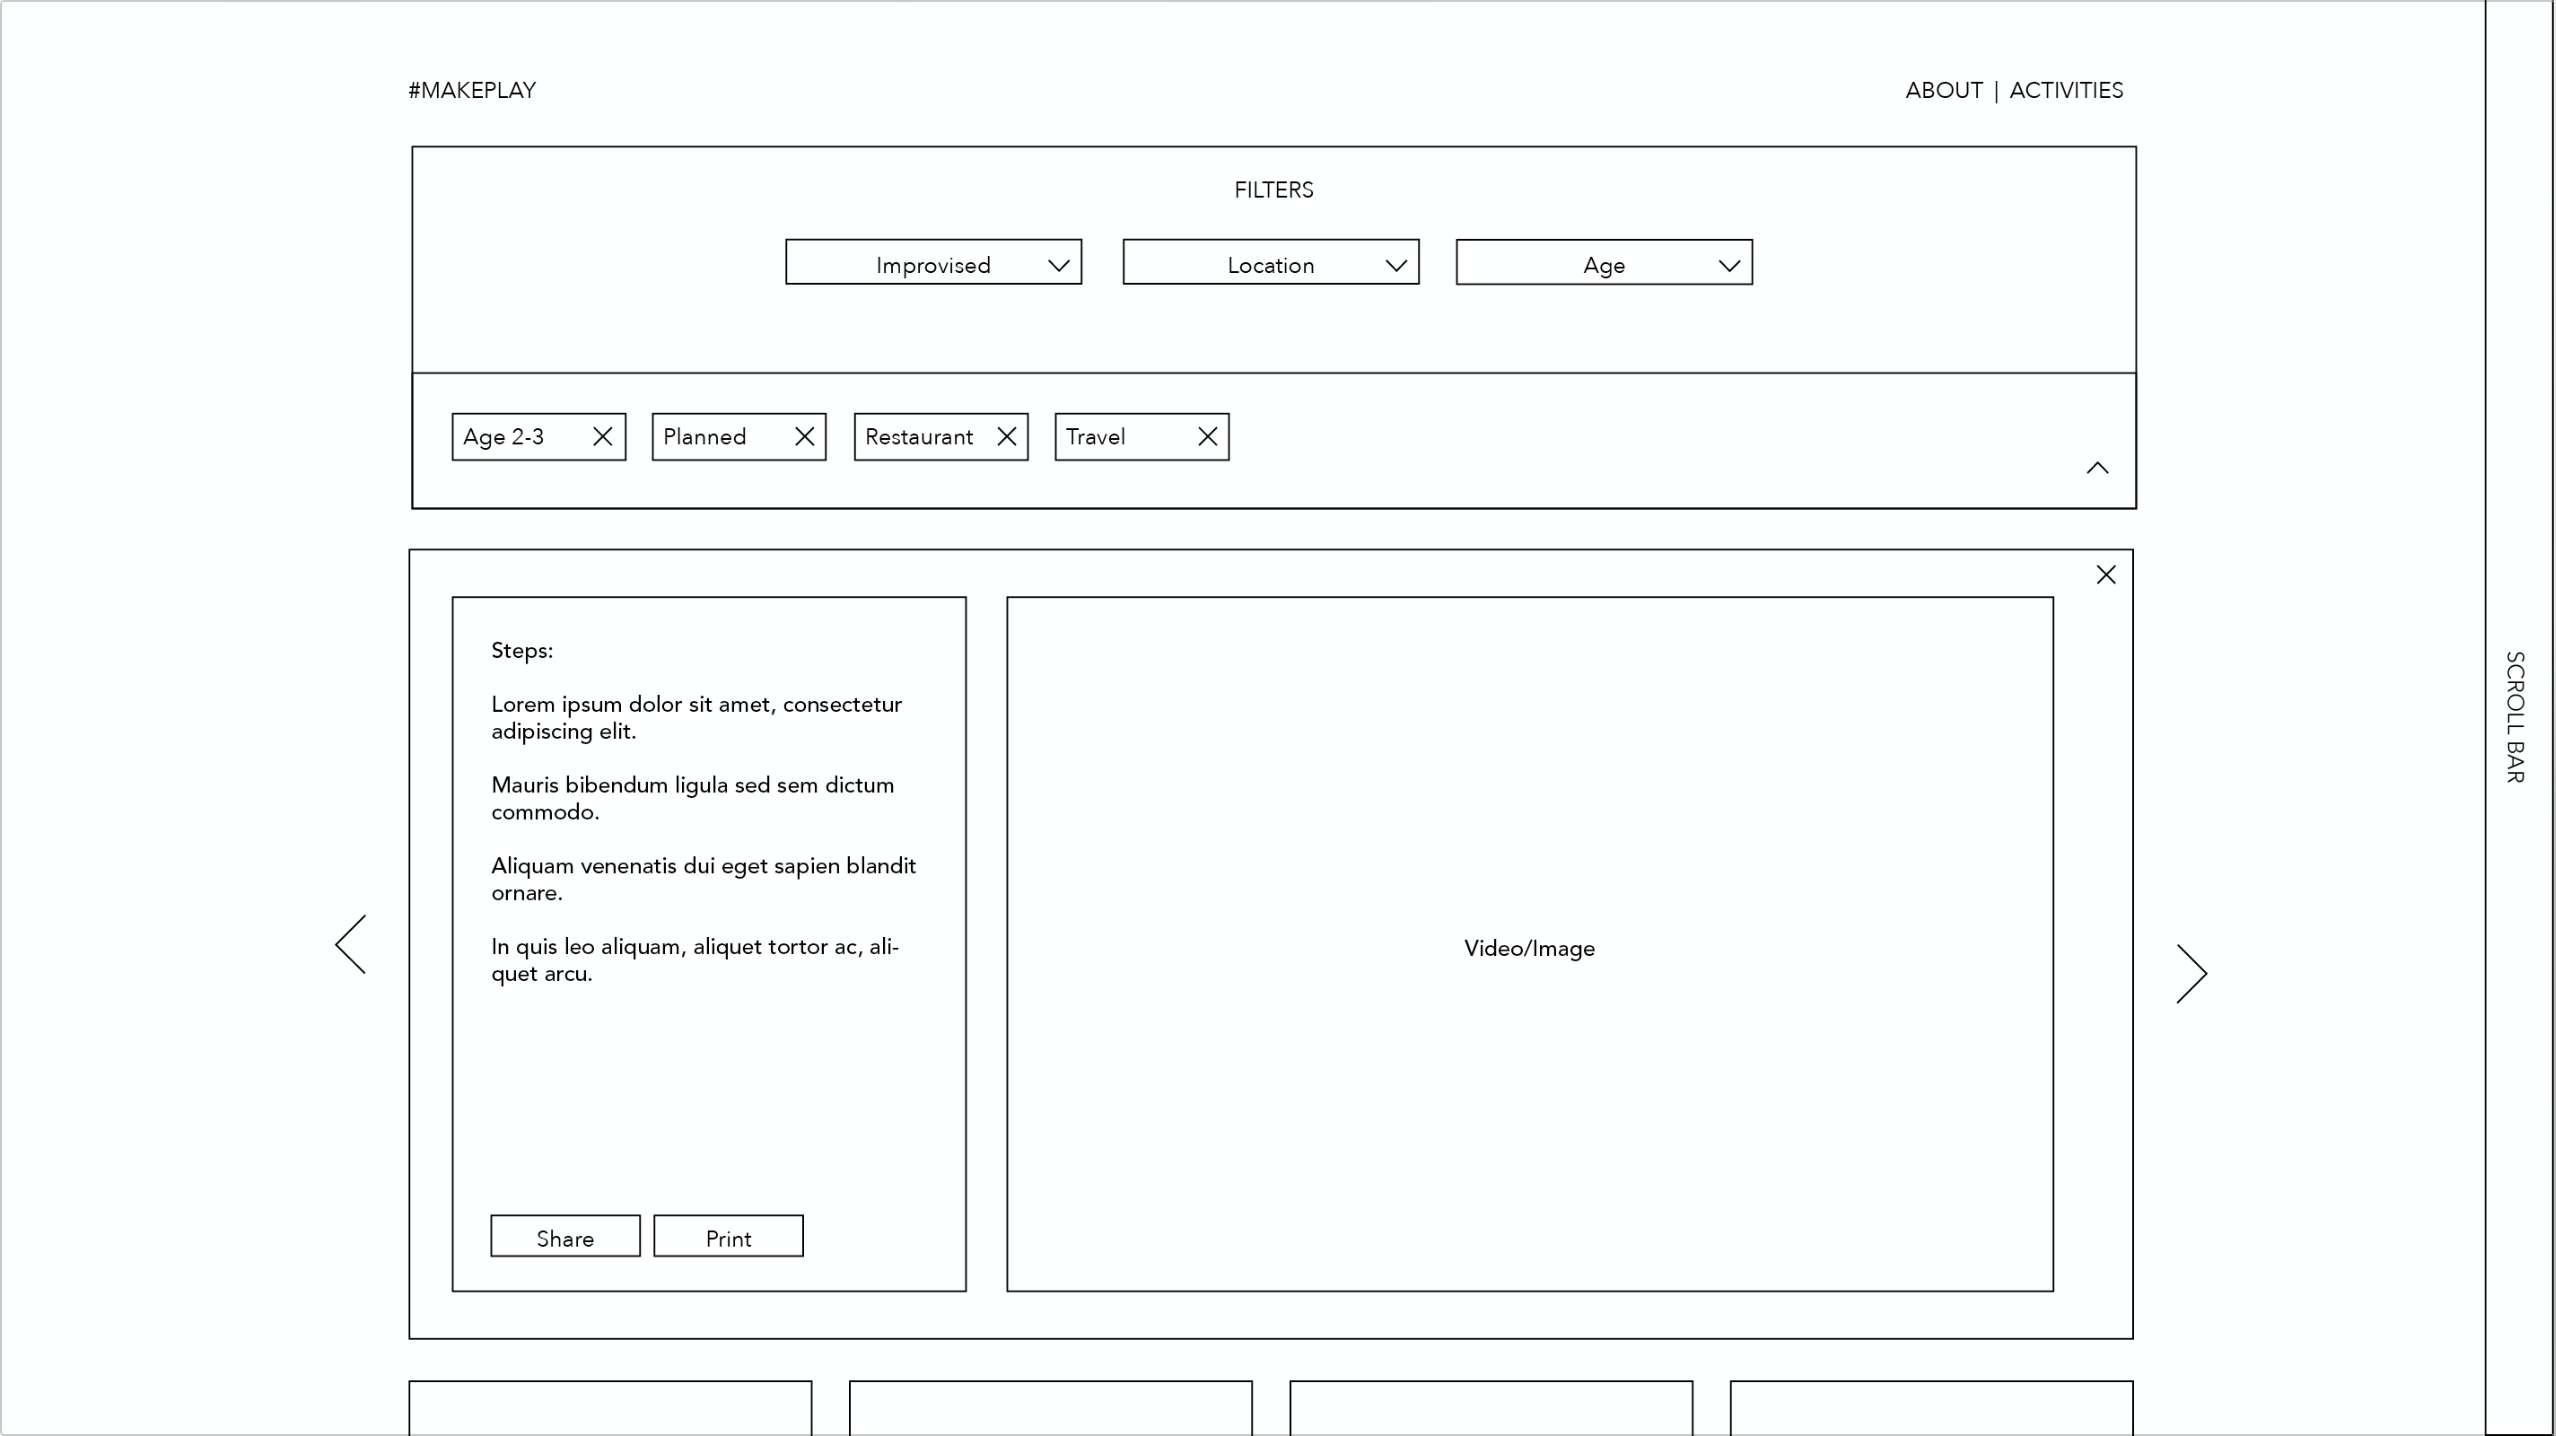 #MAKEPLAY
ABOUT | ACTIVITIES
FILTERS
Improvised
Location
Age
Age 2-3
Planned
Restaurant
Travel
Steps:
Lorem ipsum dolor sit amet, consectetur
adipiscing elit.
Mauris bibendum ligula sed sem dictum
commodo.
Aliquam venenatis dui eget sapien blandit
ornare.
In quis leo aliquam, aliquet tortor ac, ali-
quet arcu.
Share
Print
Video/Image
SCROLL BAR